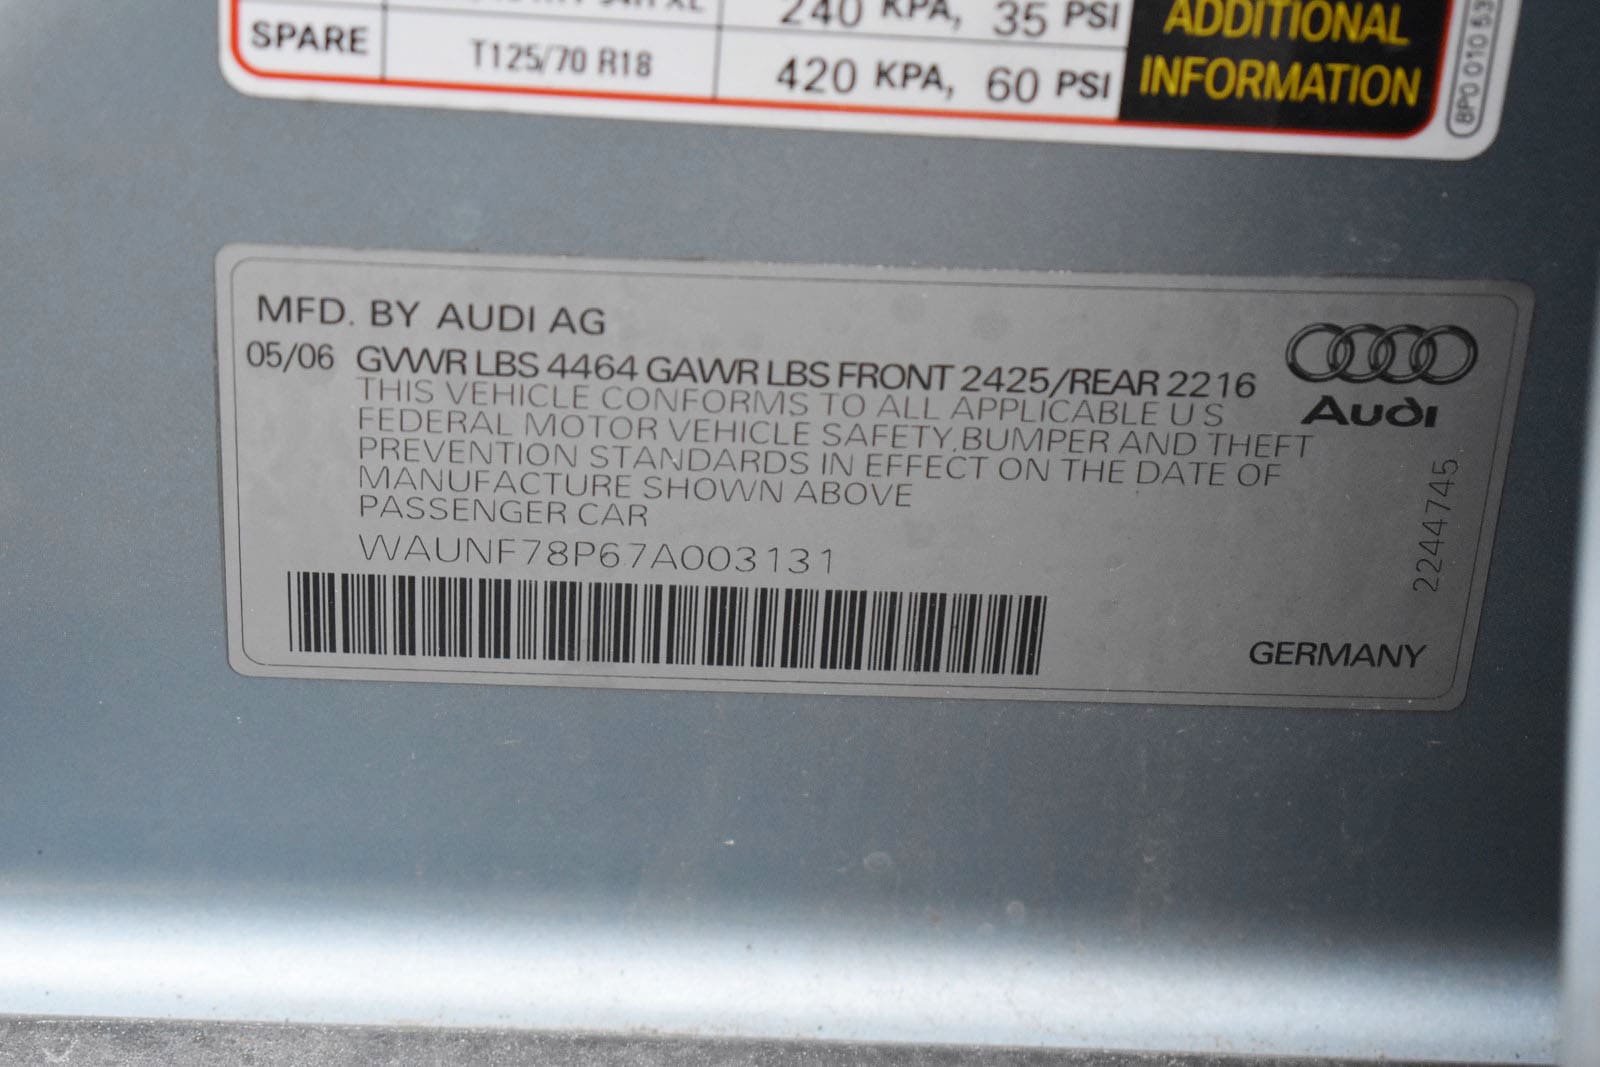 240 KPA, 35 PSI
SPARE T125/70 R18 420 KPA, 60 PSI
ADDITIONAL
INFORMATION
8P0 010 53
MFD. BY AUDI AG
05/06 GVWR LBS 4464 GAWR LBS FRONT 2425/REAR 2216
THIS VEHICLE CONFORMS TO ALL APPLICABLE U S
FEDERAL MOTOR VEHICLE SAFETY,BUMPER AND THEFT
PREVENTION STANDARDS IN EFFECT ON THE DATE OF
MANUFACTURE SHOWN ABOVE
PASSENGER CAR
WAUNF78P67A003131
Audi
2244745
GERMANY